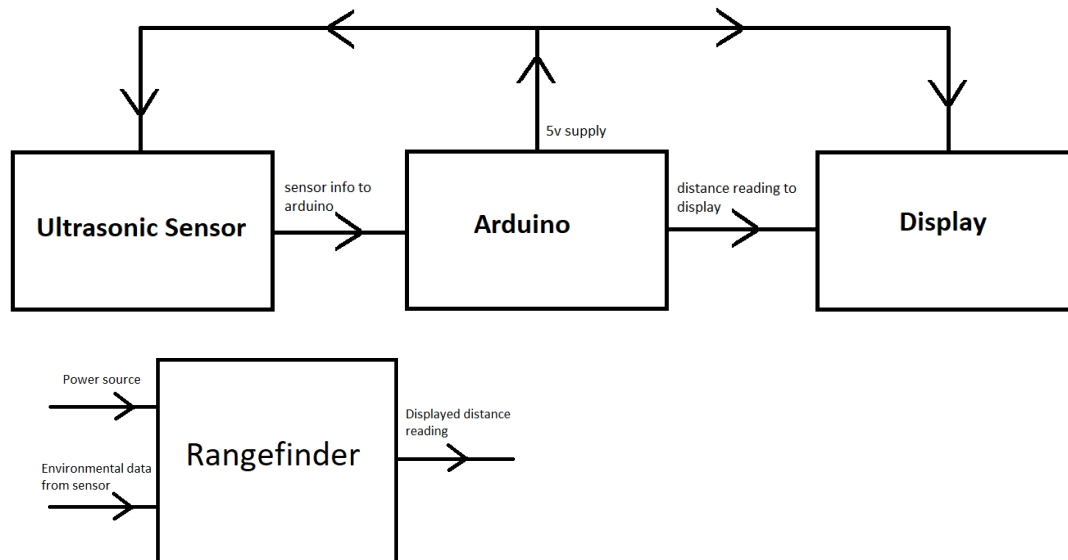 5v supply
sensor info to
arduino
distance reading to
display
Ultrasonic Sensor
Arduino
Display
Power source
Environmental data
from sensor
Rangefinder
Displayed distance
reading